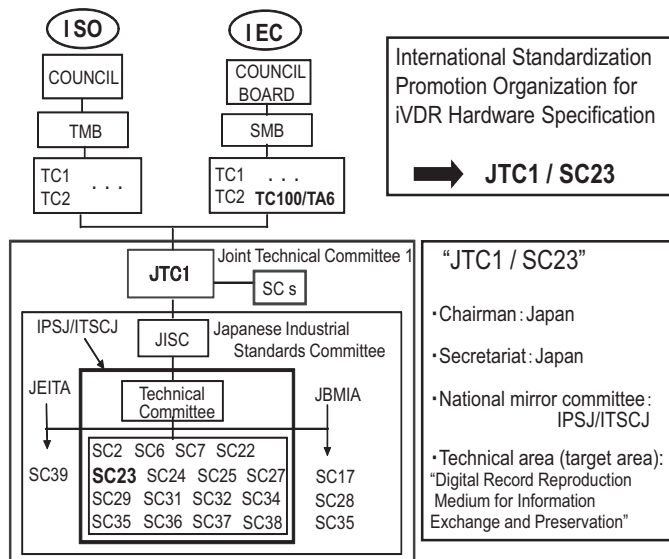 ISO
COUNCIL
TMB
TC1 . . .
TC2
IEC
COUNCIL
BOARD
SMB
TC1 . . .
TC2 TC100/TA6
International Standardization
Promotion Organization for
iVDR Hardware Specification
JTC1 / SC23
JTC1
Joint Technical Committee 1
SC s
IPSJ/ITSCJ
JISC
Japanese Industrial
Standards Committee
JEITA
Technical
Committee
JBMIA
SC39
SC2 SC6 SC7 SC22
SC23 SC24 SC25 SC27
SC29 SC31 SC32 SC34
SC35 SC36 SC37 SC38
SC17
SC28
SC35
“JTC1 / SC23”
・Chairman：Japan
・Secretariat：Japan
・National mirror committee：
IPSJ/ITSCJ
・Technical area (target area):
“Digital Record Reproduction
Medium for Information
Exchange and Preservation”